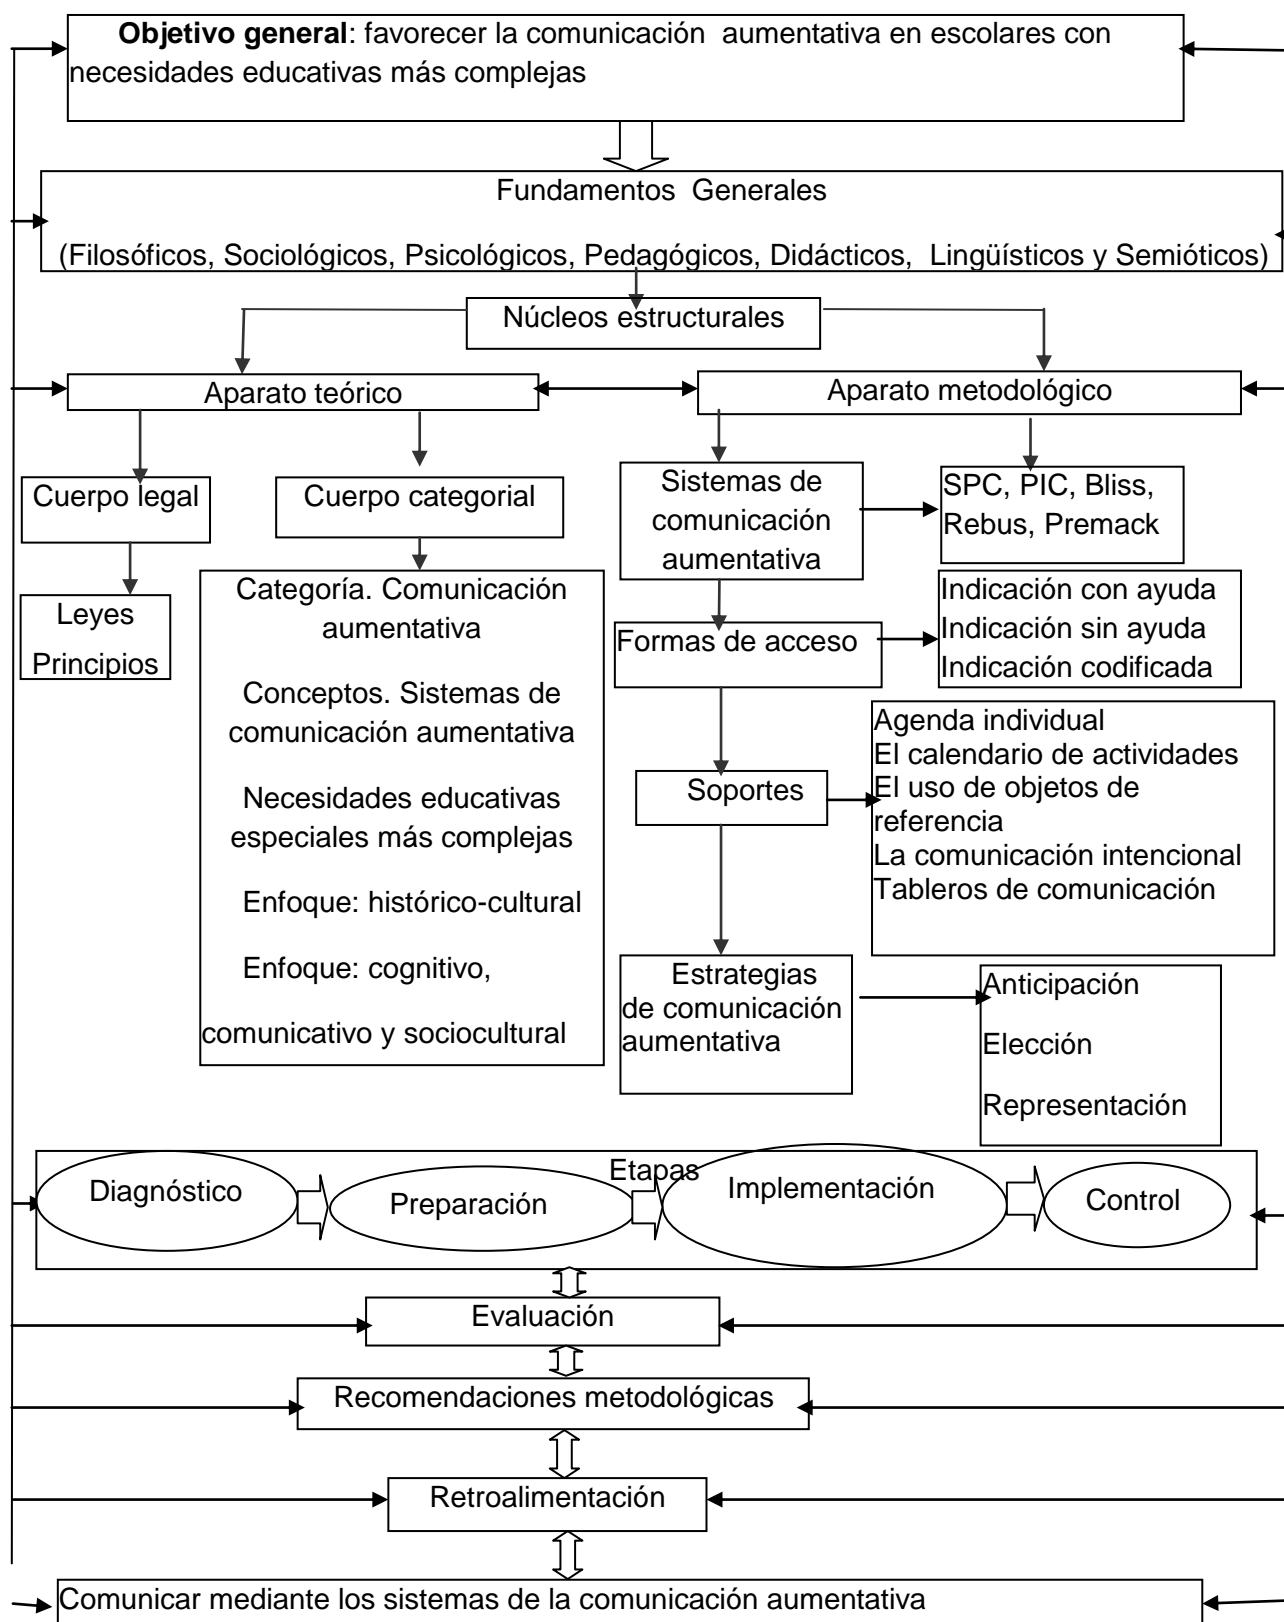 Objetivo general: favorecer la comunicación aumentativa en escolares con
necesidades educativas más complejas
Fundamentos Generales
(Filosóficos, Sociológicos, Psicológicos, Pedagógicos, Didácticos, Lingüísticos y Semióticos)
Núcleos estructurales
Aparato teórico
Aparato metodológico
Cuerpo legal
Cuerpo categorial
Leyes
Principios
Categoría. Comunicación
aumentativa
Conceptos. Sistemas de
comunicación aumentativa
Necesidades educativas
especiales más complejas
Enfoque: histórico-cultural
Enfoque: cognitivo,
comunicativo y sociocultural
Sistemas de
comunicación
aumentativa
SPC, PIC, Bliss,
Rebus, Premack
Formas de acceso
Indicación con ayuda
Indicación sin ayuda
Indicación codificada
Soportes
Agenda individual
El calendario de actividades
El uso de objetos de
referencia
La comunicación intencional
Tableros de comunicación
Estrategias
de comunicación
aumentativa
Anticipación
Elección
Representación
Etapas
Diagnóstico
Preparación
Implementación
Control
Evaluación
Recomendaciones metodológicas
Retroalimentación
Comunicar mediante los sistemas de la comunicación aumentativa